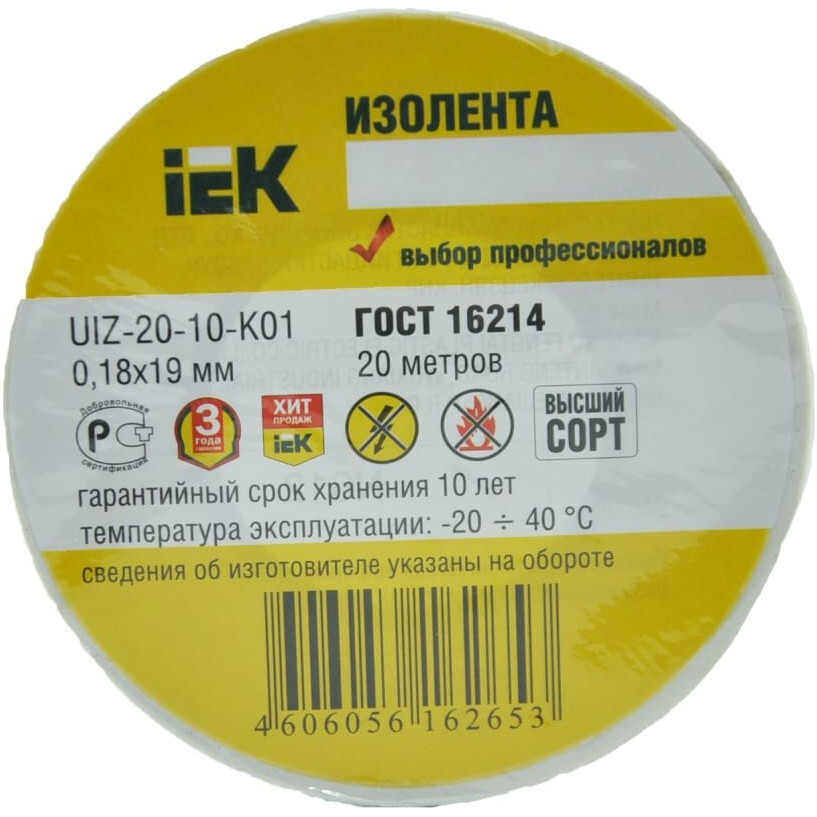 ИЗОЛЕНТА
iEK
выбор профессионалов
UIZ-20-10-K01
ГОСТ 16214
0,18x19 мм
20 метров
Добровольная
Р
сертификация
3
года
гарантии
ХИТ
ПРОДАЖ
iEK
ВЫСШИЙ
СОРТ
гарантийный срок хранения 10 лет
температура эксплуатации: -20 ÷ 40 °C
сведения об изготовителе указаны на обороте
4 606056 162653